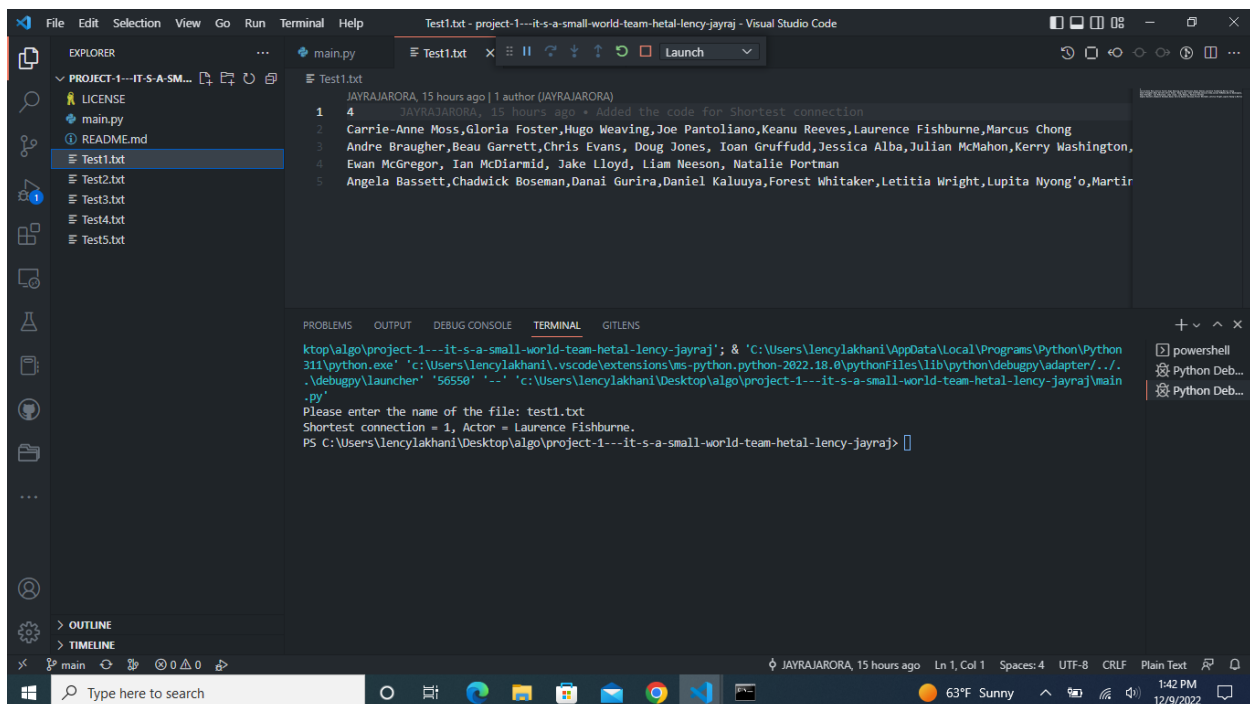 File Edit Selection View Go Run Terminal Help Test1.txt - project-1---it-s-a-small-world-team-hetal-lency-jayraj - Visual Studio Code
EXPLORER
PROJECT-1---IT-S-A-SM...
LICENSE
main.py
README.md
Test1.txt
Test2.txt
Test3.txt
Test4.txt
Test5.txt
OUTLINE
TIMELINE
1
main.py Test1.txt Launch
Test1.txt
JAYRAJARORA, 15 hours ago | 1 author (JAYRAJARORA)
1 4 JAYRAJARORA, 15 hours ago • Added the code for Shortest connection
2 Carrie-Anne Moss,Gloria Foster,Hugo Weaving,Joe Pantoliano,Keanu Reeves,Laurence Fishburne,Marcus Chong
3 Andre Braugher,Beau Garrett,Chris Evans, Doug Jones, Ioan Gruffudd,Jessica Alba,Julian McMahon,Kerry Washington,
4 Ewan McGregor, Ian McDiarmid, Jake Lloyd, Liam Neeson, Natalie Portman
5 Angela Bassett,Chadwick Boseman,Danai Gurira,Daniel Kaluuya,Forest Whitaker,Letitia Wright,Lupita Nyong'o,Martin
PROBLEMS OUTPUT DEBUG CONSOLE TERMINAL GITLENS
ktop\algo\project-1---it-s-a-small-world-team-hetal-lency-jayraj'; & 'C:\Users\lencylakhani\AppData\Local\Programs\Python\Python
311\python.exe' 'c:\Users\lencylakhani\.vscode\extensions\ms-python.python-2022.18.0\pythonFiles\lib\python\debugpy\adapter/../.
.\debugpy\launcher' '56550' '--' 'c:\Users\lencylakhani\Desktop\algo\project-1---it-s-a-small-world-team-hetal-lency-jayraj\main
.py'
Please enter the name of the file: test1.txt
Shortest connection = 1, Actor = Laurence Fishburne.
PS C:\Users\lencylakhani\Desktop\algo\project-1---it-s-a-small-world-team-hetal-lency-jayraj>
powershell
Python Deb...
Python Deb...
main 0 0 JAYRAJARORA, 15 hours ago Ln 1, Col 1 Spaces: 4 UTF-8 CRLF Plain Text
Type here to search 63°F Sunny 1:42 PM
12/9/2022